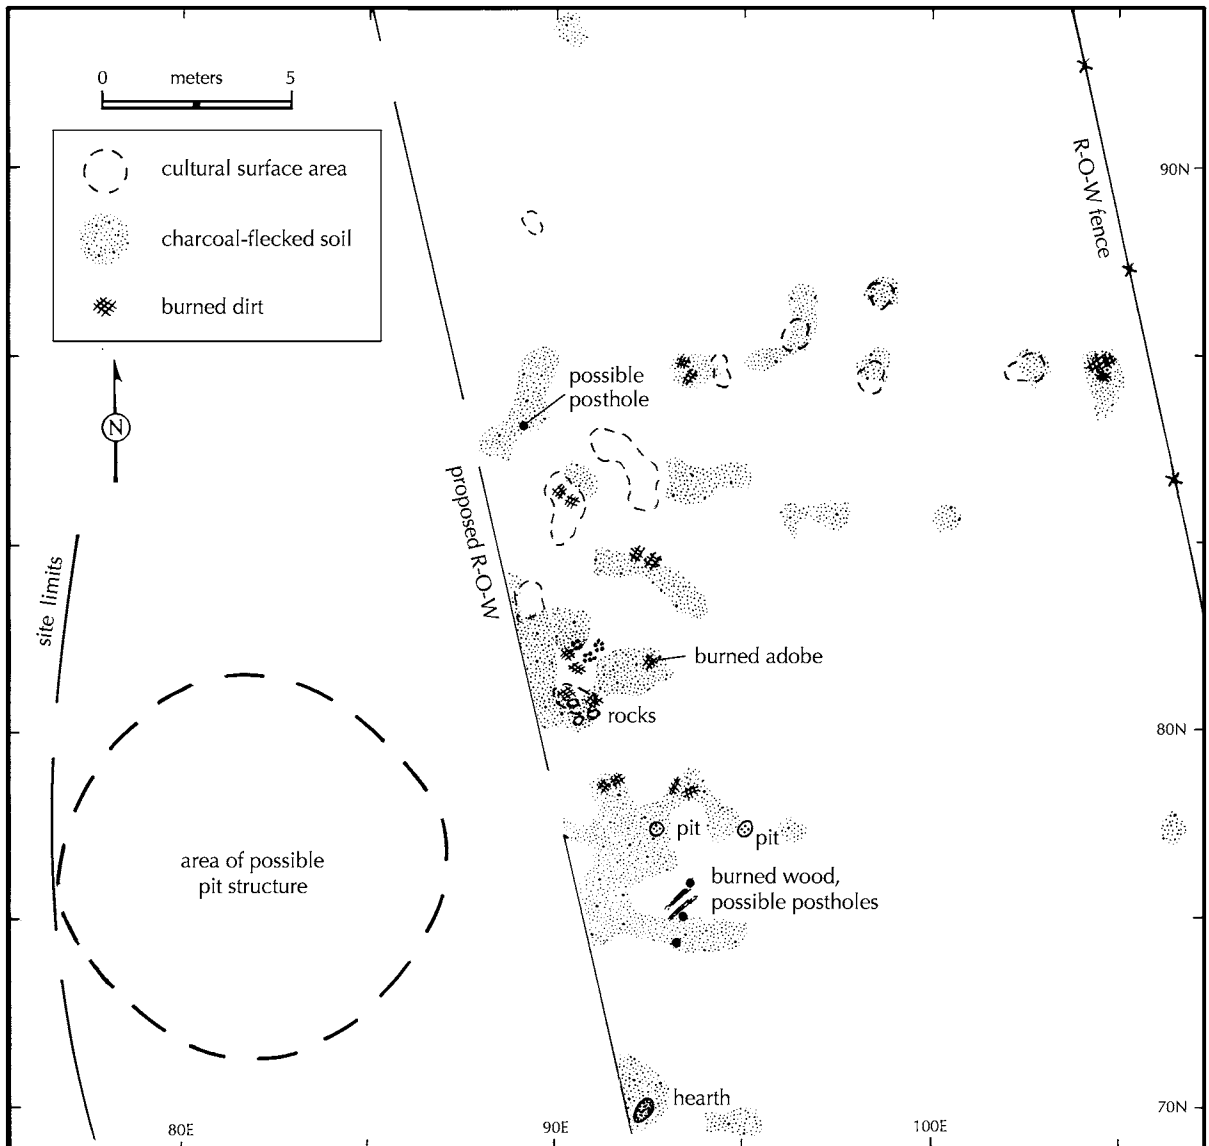 0 meters 5
cultural surface area
charcoal-flecked soil
burned dirt
N
R-O-W fence
90N
possible
posthole
proposed R-O-W
site limits
burned adobe
rocks
80N
pit
pit
area of possible
pit structure
burned wood,
possible postholes
hearth
70N
80E
90E
100E